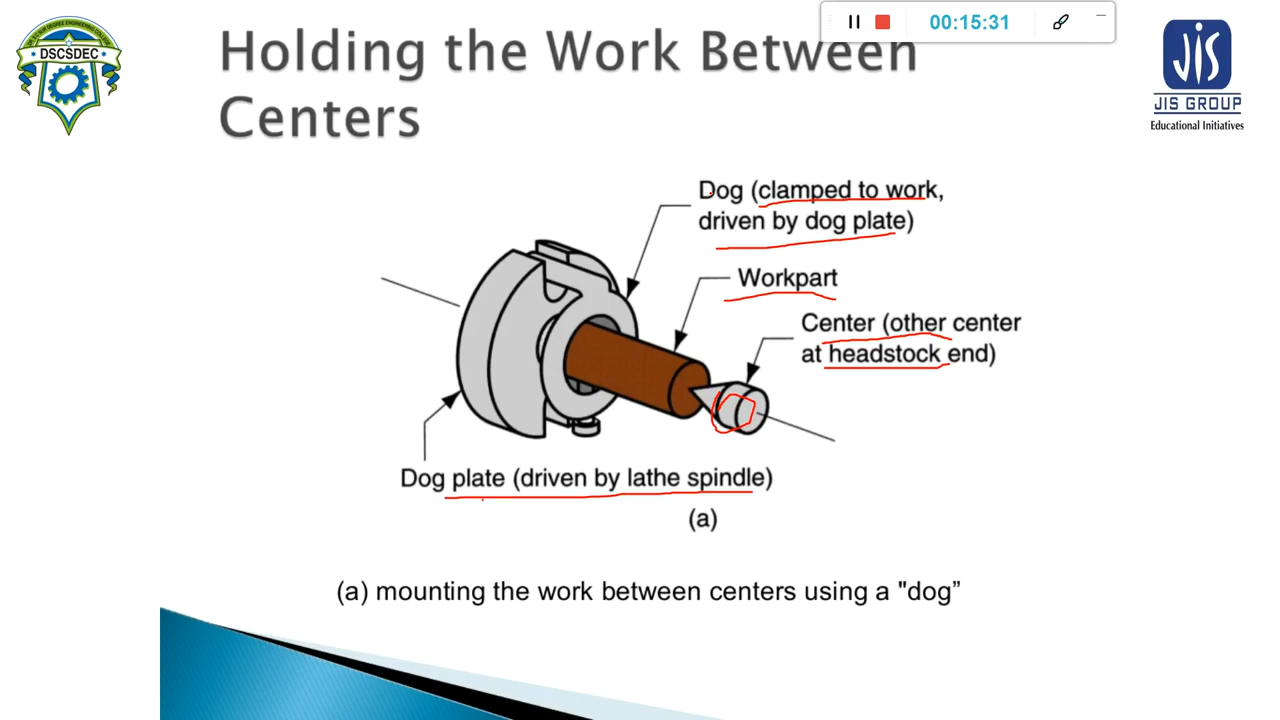 00:15:31
DSCSDEC
JIS
JIS GROUP
Educational Initiatives
Holding the Work Between
Centers
Dog (clamped to work,
driven by dog plate)
Workpart
Center (other center
at headstock end)
Dog plate (driven by lathe spindle)
(a)
(a) mounting the work between centers using a "dog”